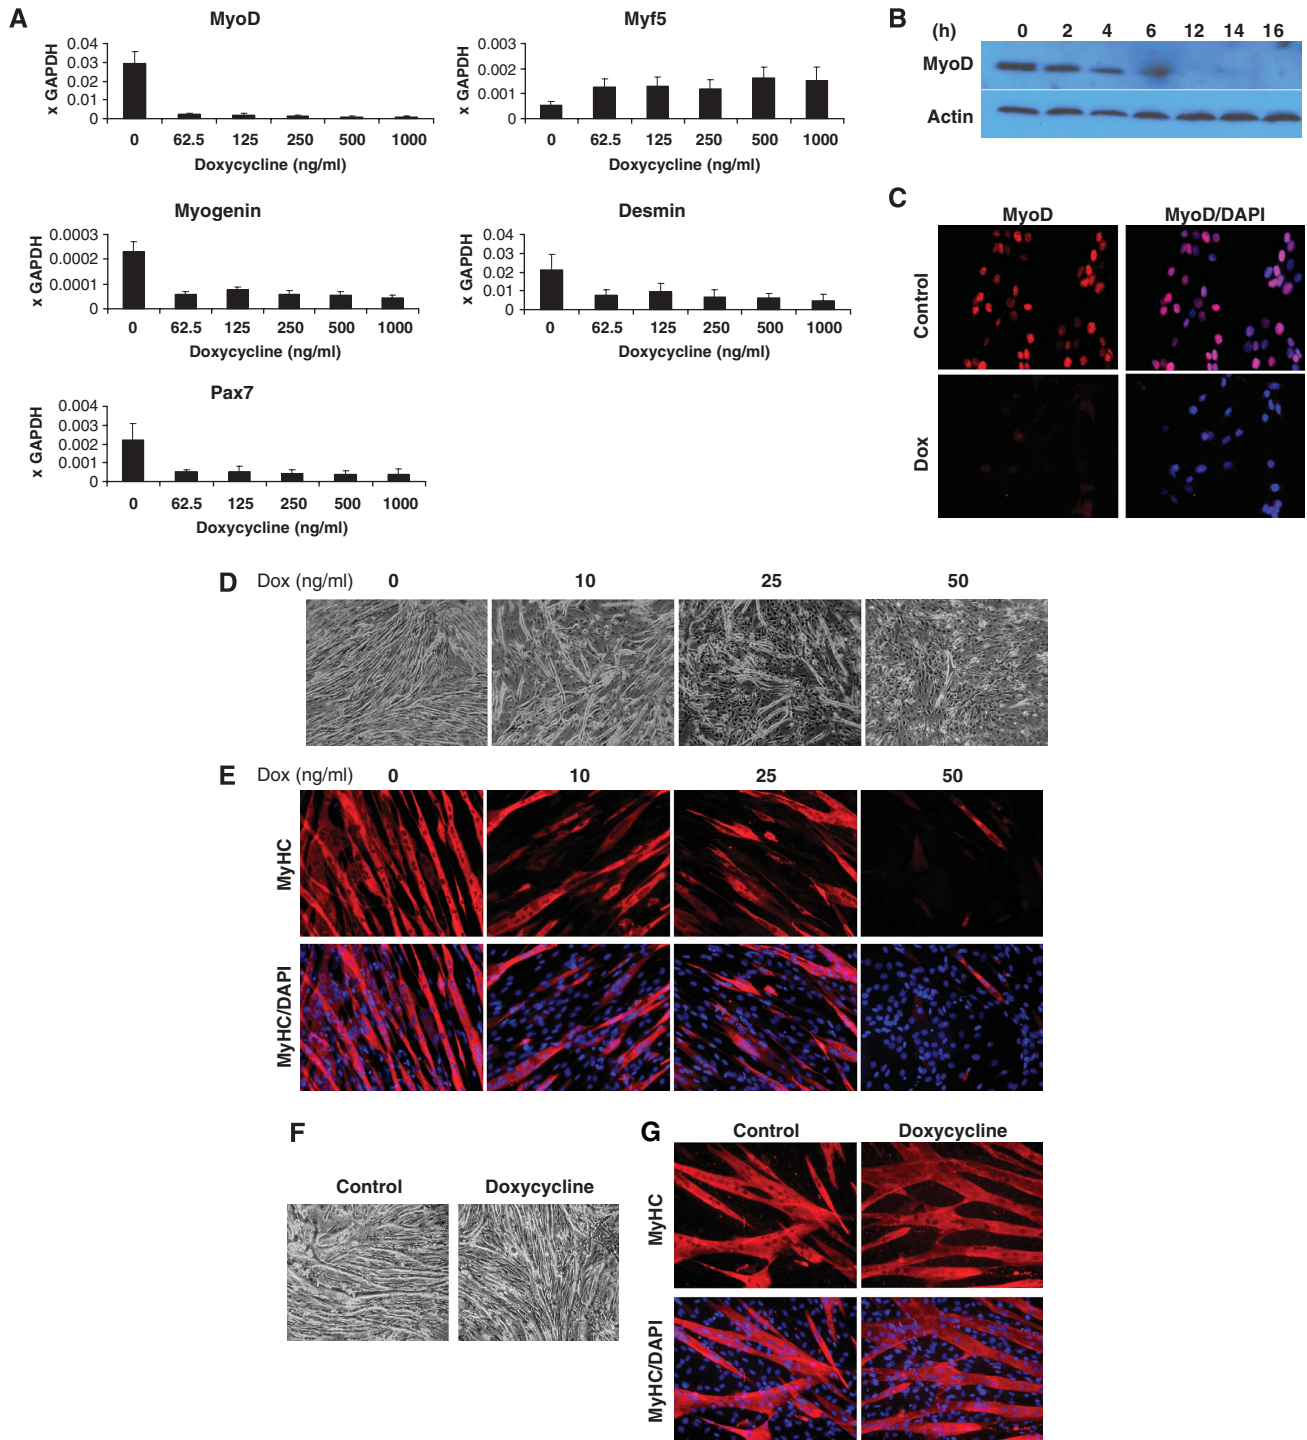 A
MyoD
x GAPDH
0.04
0.03
0.02
0.01
0
0 62.5 125 250 500 1000
Doxycycline (ng/ml)
Myf5
x GAPDH
0.003
0.002
0.001
0
0 62.5 125 250 500 1000
Doxycycline (ng/ml)
Myogenin
x GAPDH
0.0003
0.0002
0.0001
0
0 62.5 125 250 500 1000
Doxycycline (ng/ml)
Desmin
x GAPDH
0.04
0.03
0.02
0.01
0
0 62.5 125 250 500 1000
Doxycycline (ng/ml)
Pax7
x GAPDH
0.004
0.003
0.002
0.001
0
0 62.5 125 250 500 1000
Doxycycline (ng/ml)
B
(h) 0 2 4 6 12 14 16
MyoD
Actin
C
MyoD MyoD/DAPI
Control
Dox
D Dox (ng/ml) 0 10 25 50
E Dox (ng/ml) 0 10 25 50
MyHC
MyHC/DAPI
F
Control Doxycycline
G
Control Doxycycline
MyHC
MyHC/DAPI